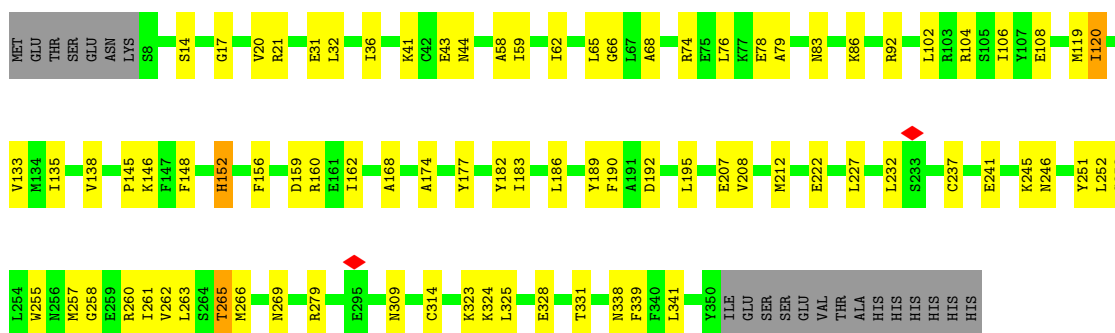 MET GLU THR SER GLU ASN LYS S8 S14 G17 V20 R21 E31 L32 I36 K41 C42 E43 N44 A58 I59 I62 L65 G66 L67 A68 R74 E75 L76 K77 E78 A79 N83 K86 R92 L102 R103 R104 S105 I106 Y107 E108 M119 I120
V133 M134 I135 V138 P145 K146 F147 F148 H152 F156 D159 R160 E161 I162 A168 A174 Y177 Y182 I183 L186 Y189 F190 A191 D192 L195 E207 V208 M212 E222 L227 L232 S233 C237 E241 K245 N246 Y251 L252
L254 W255 N256 M257 G258 E259 R260 I261 V262 L263 S264 T265 M266 N269 R279 E295 N309 C314 K323 K324 L325 E328 T331 N338 F339 F340 L341 Y350 ILE GLU SER SER GLU VAL THR ALA HIS HIS HIS HIS HIS HIS